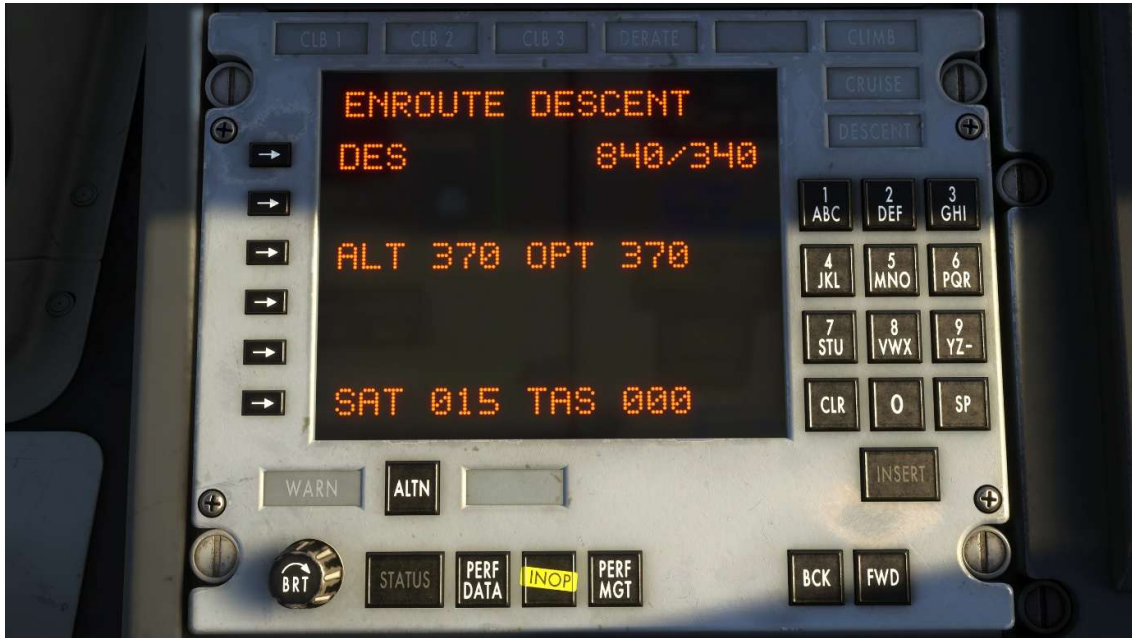 CLB 1 CLB 2 CLB 3 DERATE CLIMB
CRUISE
DESCENT
ENROUTE DESCENT
DES 840/340
ALT 370 OPT 370
SAT 015 TAS 000
1 ABC
2 DEF
3 GHI
4 JKL
5 MNO
6 PQR
7 STU
8 VWX
9 YZ-
CLR 0 SP
INSERT
WARN ALTN
BRT STATUS PERF DATA INOP PERF MGT BCK FWD